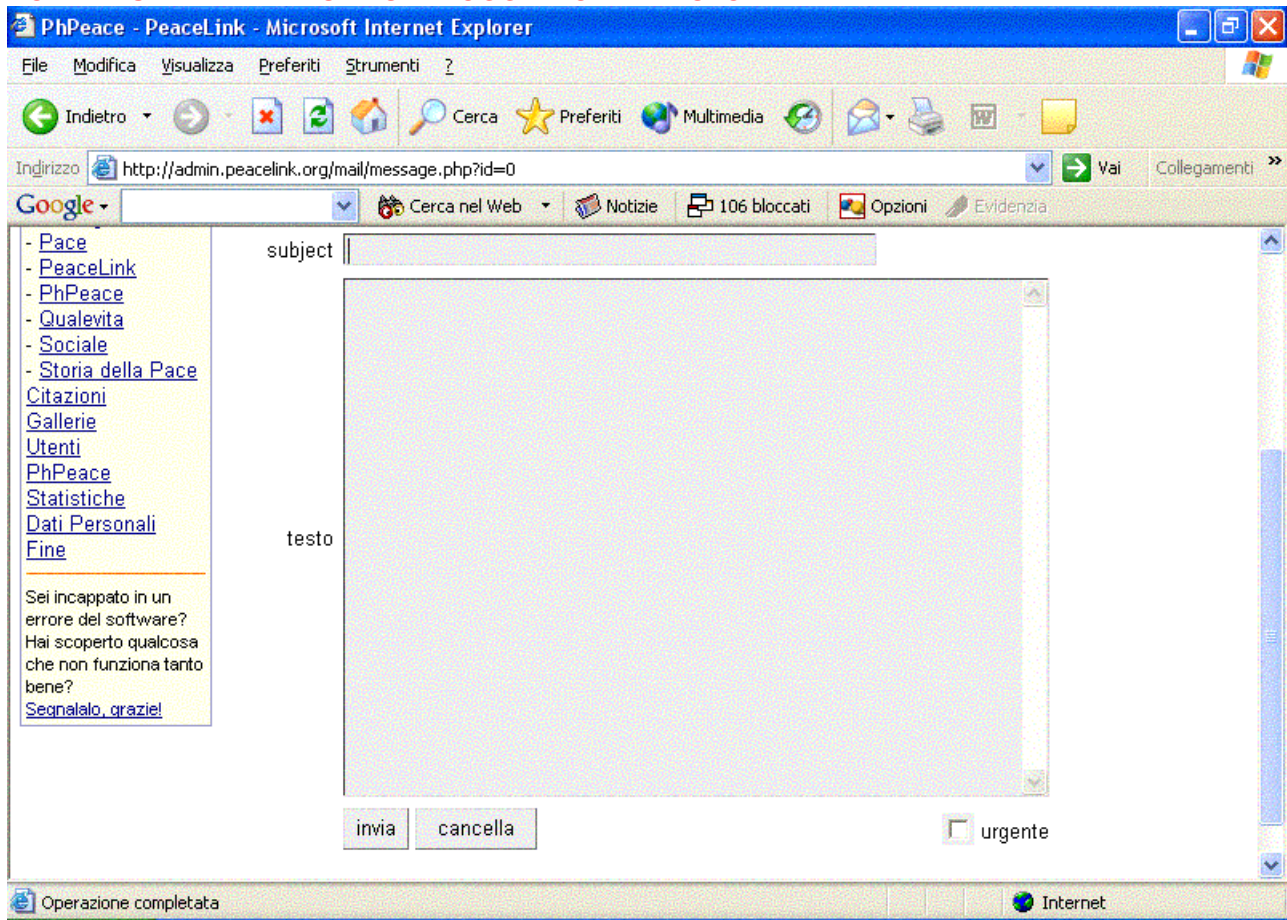 PhPeace - PeaceLink - Microsoft Internet Explorer
File Modifica Visualizza Preferiti Strumenti ?
Indietro Cerca Preferiti Multimedia
Indirizzo http://admin.peacelink.org/mail/message.php?id=0 Vai Collegamenti »
Google Cerca nel Web Notizie 106 bloccati Opzioni Evidenzia
- Pace
- PeaceLink
- PhPeace
- Qualevita
- Sociale
- Storia della Pace
Citazioni
Gallerie
Utenti
PhPeace
Statistiche
Dati Personali
Fine
Sei incappato in un
errore del software?
Hai scoperto qualcosa
che non funziona tanto
bene?
Segnalalo, grazie!
subject
testo
invia cancella urgente
Operazione completata Internet